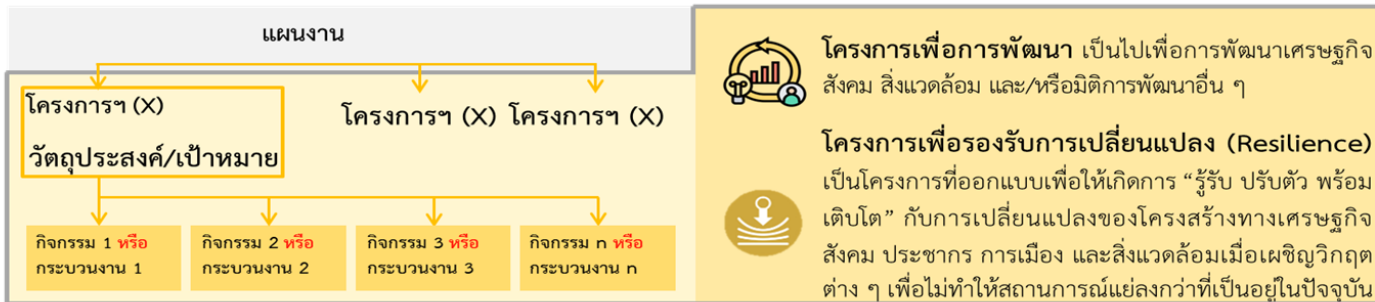 แผนงาน
โครงการฯ (X)
วัตถุประสงค์/เป้าหมาย
โครงการฯ (X) โครงการฯ (X)
กิจกรรม 1 หรือ
กระบวนงาน 1
กิจกรรม 2 หรือ
กระบวนงาน 2
กิจกรรม 3 หรือ
กระบวนงาน 3
กิจกรรม n หรือ
กระบวนงาน n
โครงการเพื่อการพัฒนา เป็นไปเพื่อการพัฒนาเศรษฐกิจ
สังคม สิ่งแวดล้อม และ/หรือมิติการพัฒนาอื่น ๆ
โครงการเพื่อรองรับการเปลี่ยนแปลง (Resilience)
เป็นโครงการที่ออกแบบเพื่อให้เกิดการ “รู้รับ ปรับตัว พร้อม
เติบโต” กับการเปลี่ยนแปลงของโครงสร้างทางเศรษฐกิจ
สังคม ประชากร การเมือง และสิ่งแวดล้อมเมื่อเผชิญวิกฤต
ต่าง ๆ เพื่อไม่ทำให้สถานการณ์แย่ลงกว่าที่เป็นอยู่ในปัจจุบัน